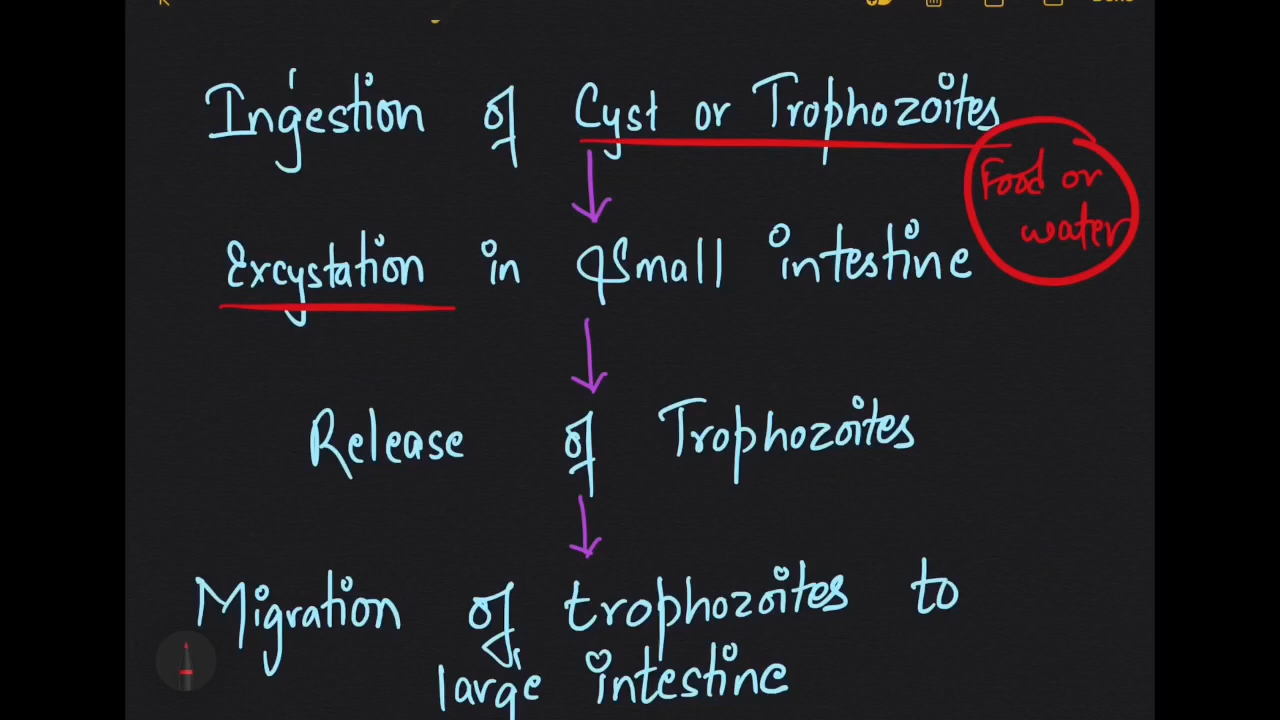 Ingestion of Cyst or Trophozoites
Food or
water
Excystation in Small intestine
Release of Trophozoites
Migration of trophozoites to
large intestine